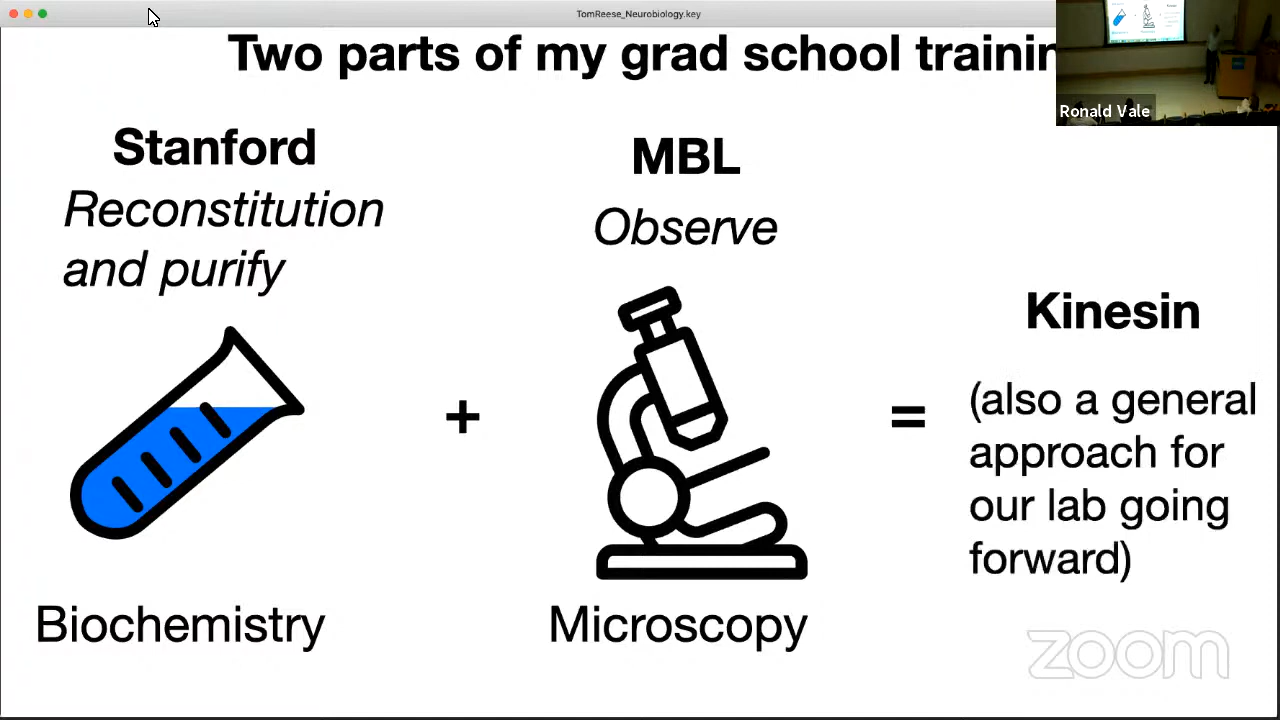 TomReese_Neurobiology.key
Two parts of my grad school trainin
Ronald Vale
Stanford
Reconstitution
and purify
MBL
Observe
Kinesin
+
=
(also a general
approach for
our lab going
forward)
Biochemistry
Microscopy
zoom